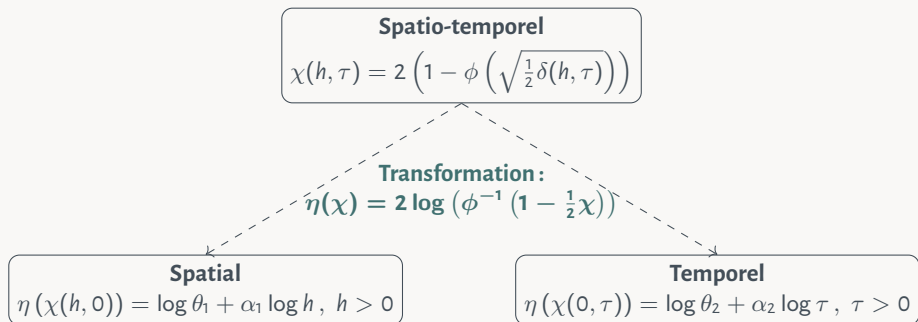 Spatio-temporel
χ(h, τ) = 2 (1 − ϕ (√(½δ(h, τ))))
Transformation :
η(χ) = 2 log (ϕ⁻¹ (1 − ½χ))
Spatial
η (χ(h, 0)) = log θ₁ + α₁ log h , h > 0
Temporel
η (χ(0, τ)) = log θ₂ + α₂ log τ , τ > 0